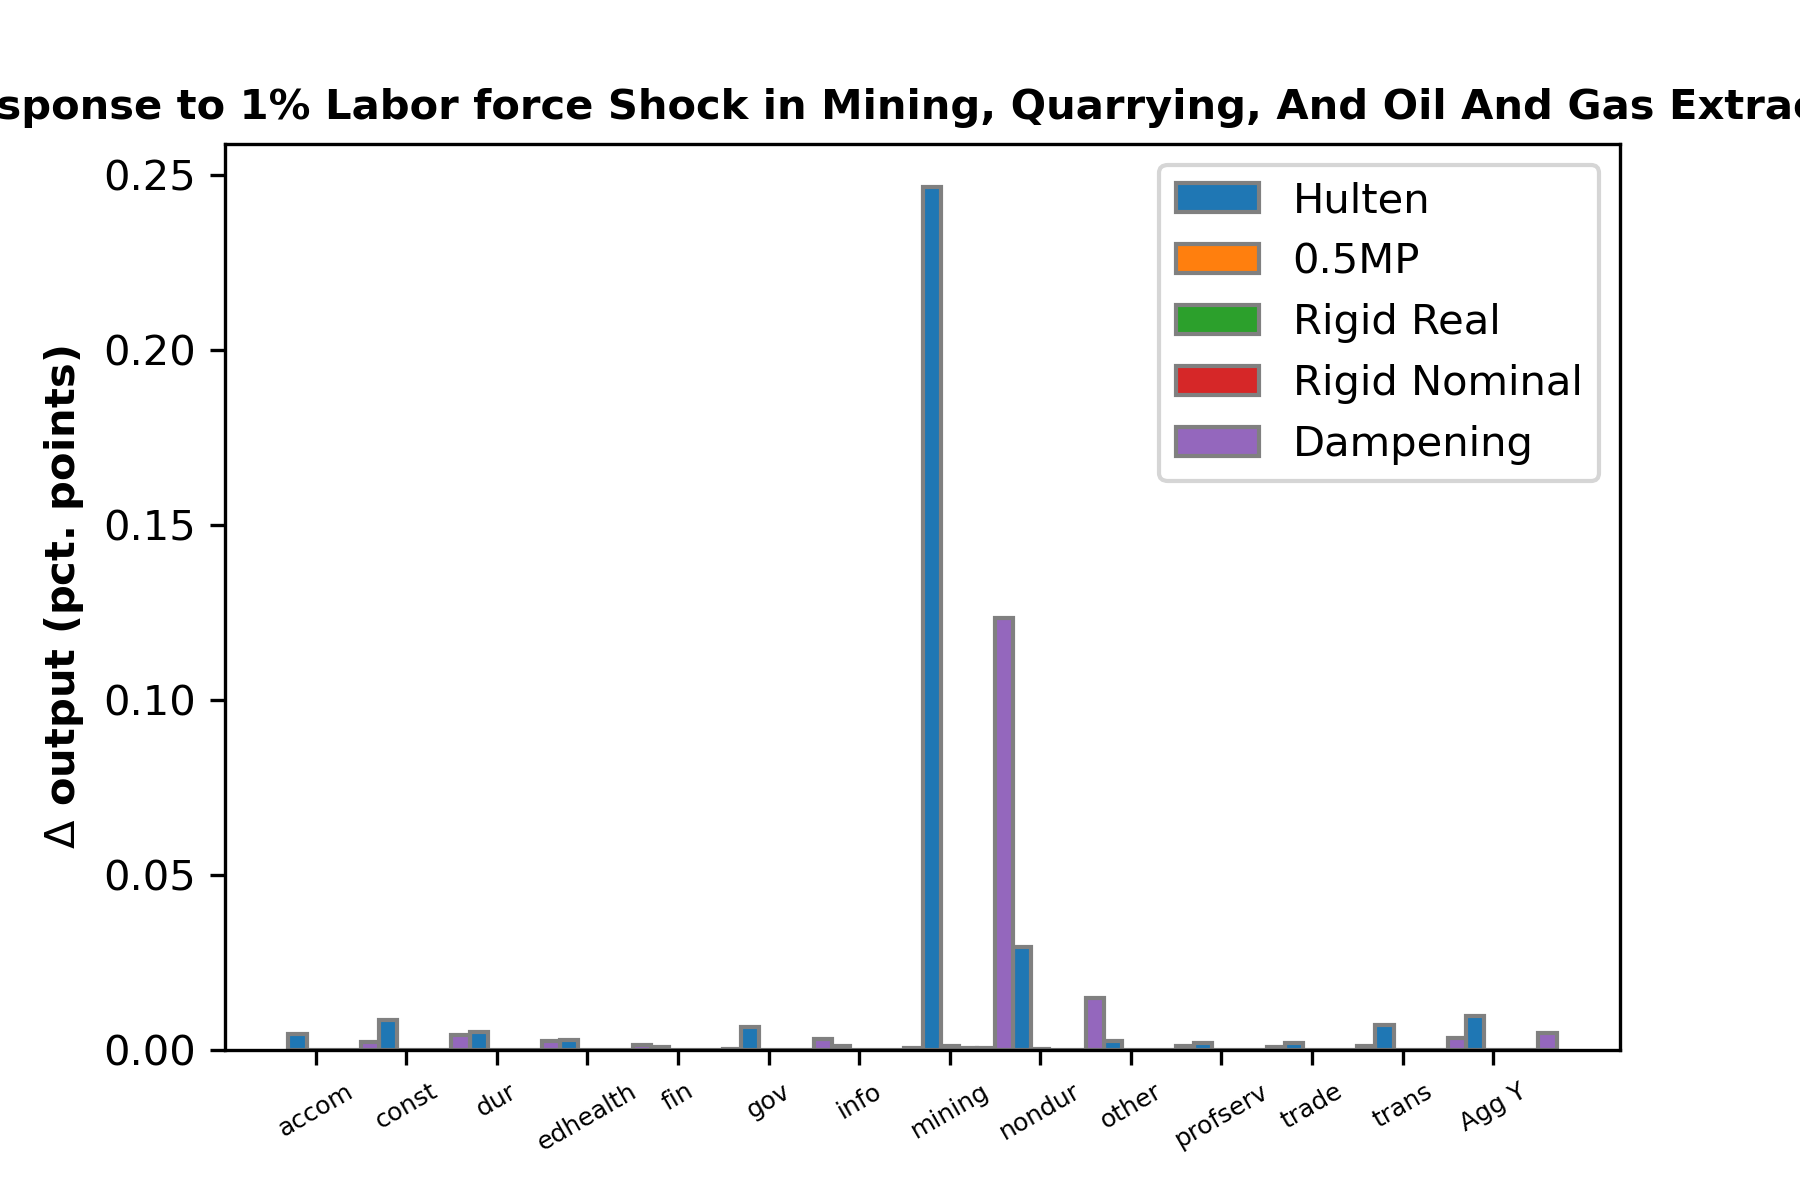 sponse to 1% Labor force Shock in Mining, Quarrying, And Oil And Gas Extrac
Hulten
0.5MP
Rigid Real
Rigid Nominal
Dampening
Δ output (pct. points)
0.25
0.20
0.15
0.10
0.05
0.00
accom const dur edhealth fin gov info mining nondur other profserv trade trans Agg Y